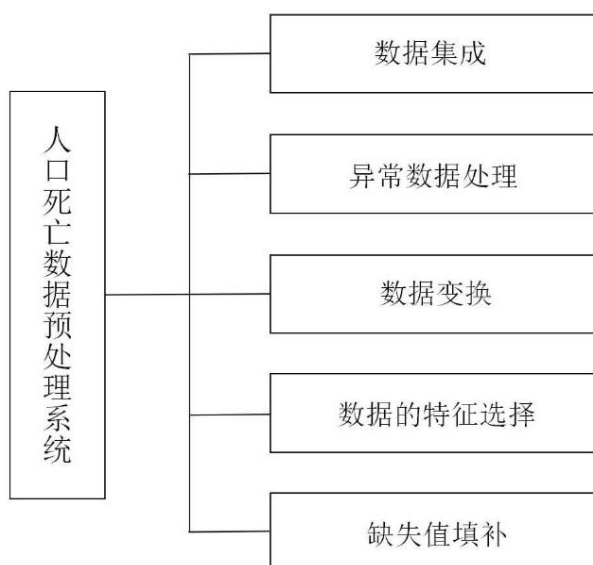 人口死亡数据预处理系统
数据集成
异常数据处理
数据变换
数据的特征选择
缺失值填补